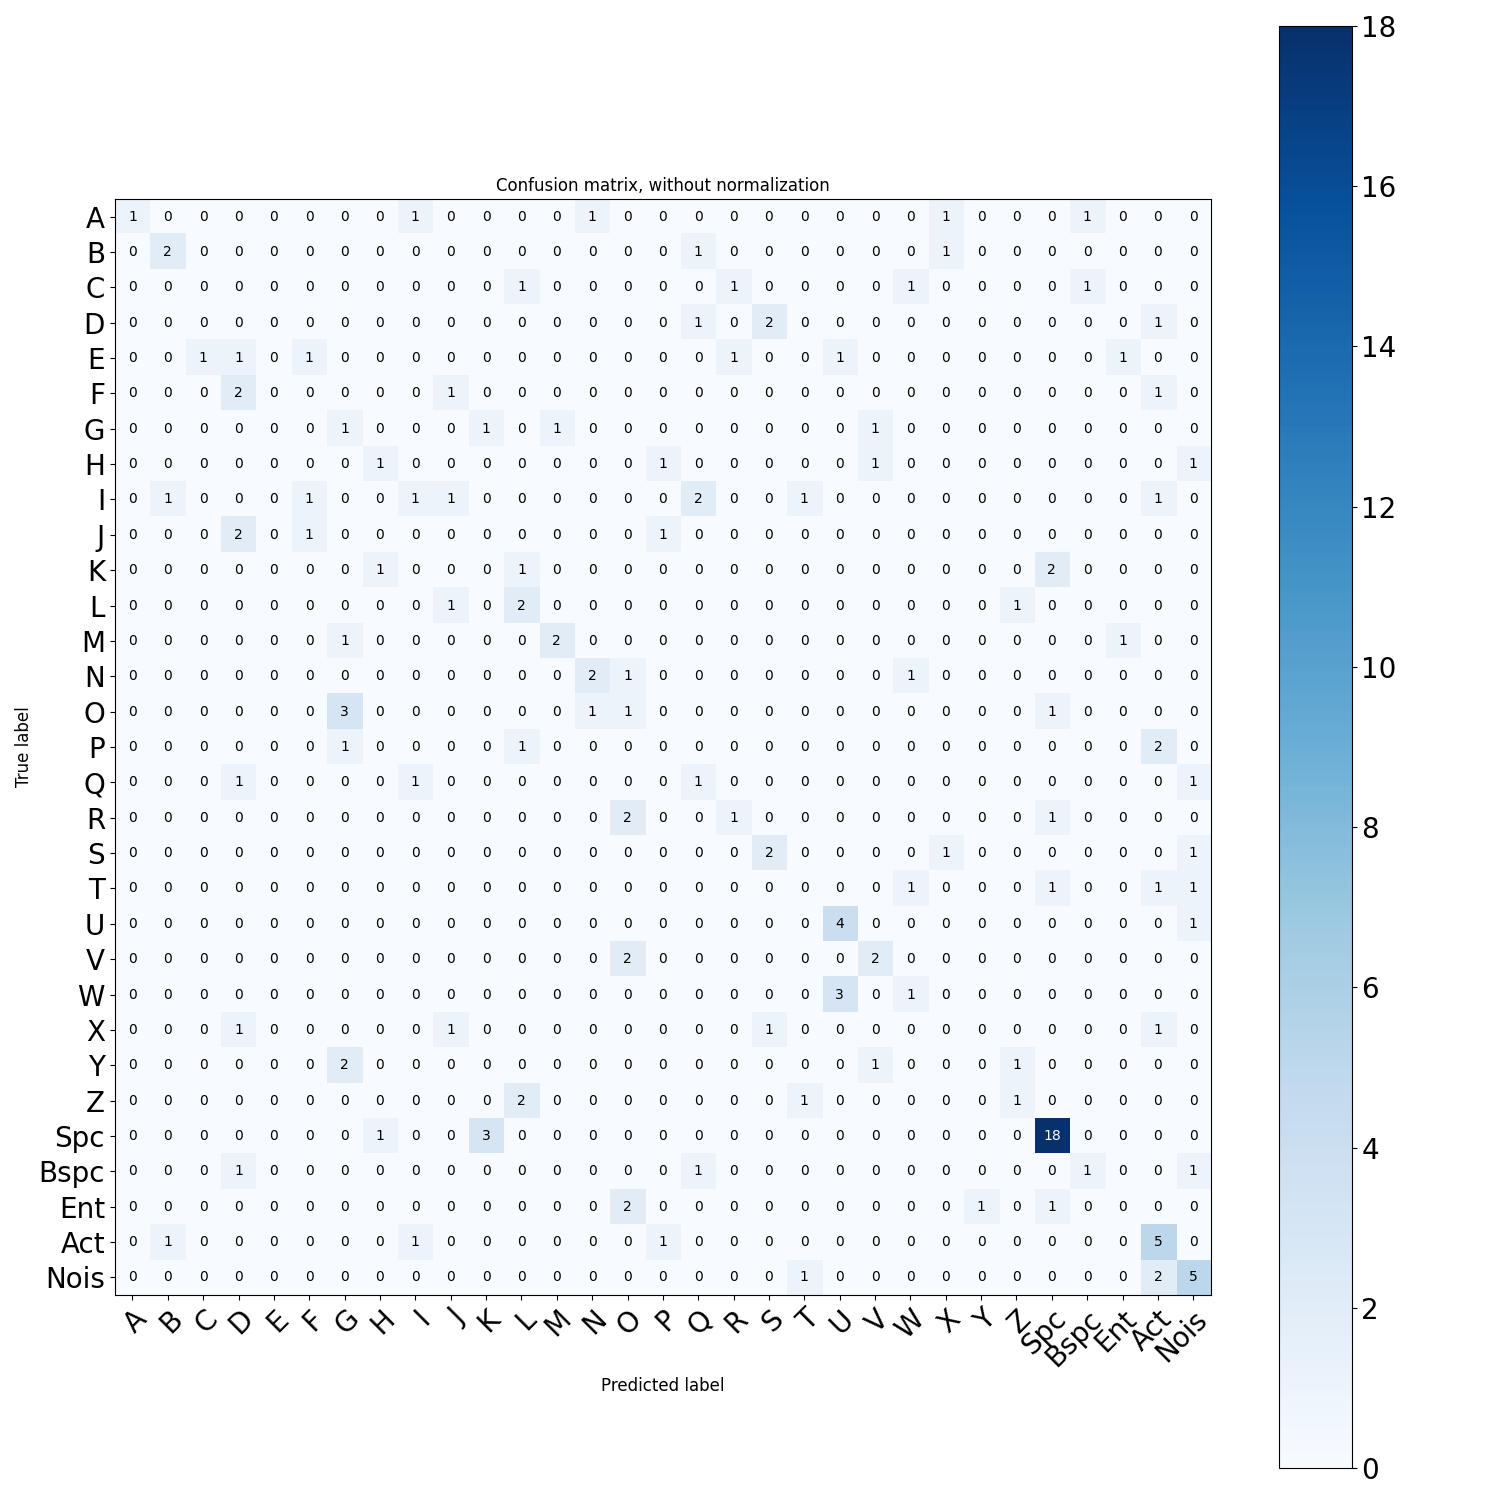 18
16
14
12
10
8
6
4
2
0
Confusion matrix, without normalization
True label
A 1 0 0 0 0 0 0 0 1 0 0 0 0 1 0 0 0 0 0 0 0 0 0 1 0 0 0 1 0 0 0
B 0 2 0 0 0 0 0 0 0 0 0 0 0 0 0 0 1 0 0 0 0 0 0 1 0 0 0 0 0 0 0
C 0 0 0 0 0 0 0 0 0 0 0 1 0 0 0 0 0 1 0 0 0 0 1 0 0 0 0 1 0 0 0
D 0 0 0 0 0 0 0 0 0 0 0 0 0 0 0 0 1 0 2 0 0 0 0 0 0 0 0 0 0 1 0
E 0 0 1 1 0 1 0 0 0 0 0 0 0 0 0 0 0 1 0 0 1 0 0 0 0 0 0 0 1 0 0
F 0 0 0 2 0 0 0 0 0 1 0 0 0 0 0 0 0 0 0 0 0 0 0 0 0 0 0 0 0 1 0
G 0 0 0 0 0 0 1 0 0 0 1 0 1 0 0 0 0 0 0 0 0 1 0 0 0 0 0 0 0 0 0
H 0 0 0 0 0 0 0 1 0 0 0 0 0 0 0 1 0 0 0 0 0 1 0 0 0 0 0 0 0 0 1
I 0 1 0 0 0 1 0 0 1 1 0 0 0 0 0 0 2 0 0 1 0 0 0 0 0 0 0 0 0 1 0
J 0 0 0 2 0 1 0 0 0 0 0 0 0 0 0 1 0 0 0 0 0 0 0 0 0 0 0 0 0 0 0
K 0 0 0 0 0 0 0 1 0 0 0 1 0 0 0 0 0 0 0 0 0 0 0 0 0 0 2 0 0 0 0
L 0 0 0 0 0 0 0 0 0 1 0 2 0 0 0 0 0 0 0 0 0 0 0 0 0 1 0 0 0 0 0
M 0 0 0 0 0 0 1 0 0 0 0 0 2 0 0 0 0 0 0 0 0 0 0 0 0 0 0 0 1 0 0
N 0 0 0 0 0 0 0 0 0 0 0 0 0 2 1 0 0 0 0 0 0 0 1 0 0 0 0 0 0 0 0
O 0 0 0 0 0 0 3 0 0 0 0 0 0 1 1 0 0 0 0 0 0 0 0 0 0 0 1 0 0 0 0
P 0 0 0 0 0 0 1 0 0 0 0 1 0 0 0 0 0 0 0 0 0 0 0 0 0 0 0 0 0 2 0
Q 0 0 0 1 0 0 0 0 1 0 0 0 0 0 0 0 1 0 0 0 0 0 0 0 0 0 0 0 0 0 1
R 0 0 0 0 0 0 0 0 0 0 0 0 0 0 2 0 0 1 0 0 0 0 0 0 0 0 1 0 0 0 0
S 0 0 0 0 0 0 0 0 0 0 0 0 0 0 0 0 0 0 2 0 0 0 0 1 0 0 0 0 0 0 1
T 0 0 0 0 0 0 0 0 0 0 0 0 0 0 0 0 0 0 0 0 0 0 1 0 0 0 1 0 0 1 1
U 0 0 0 0 0 0 0 0 0 0 0 0 0 0 0 0 0 0 0 0 4 0 0 0 0 0 0 0 0 0 1
V 0 0 0 0 0 0 0 0 0 0 0 0 0 0 2 0 0 0 0 0 0 2 0 0 0 0 0 0 0 0 0
W 0 0 0 0 0 0 0 0 0 0 0 0 0 0 0 0 0 0 0 0 3 0 1 0 0 0 0 0 0 0 0
X 0 0 0 1 0 0 0 0 0 1 0 0 0 0 0 0 0 0 1 0 0 0 0 0 0 0 0 0 0 1 0
Y 0 0 0 0 0 0 2 0 0 0 0 0 0 0 0 0 0 0 0 0 0 1 0 0 0 1 0 0 0 0 0
Z 0 0 0 0 0 0 0 0 0 0 0 2 0 0 0 0 0 0 0 1 0 0 0 0 0 1 0 0 0 0 0
Spc 0 0 0 0 0 0 0 1 0 0 3 0 0 0 0 0 0 0 0 0 0 0 0 0 0 0 18 0 0 0 0
Bspc 0 0 0 1 0 0 0 0 0 0 0 0 0 0 0 0 1 0 0 0 0 0 0 0 0 0 0 1 0 0 1
Ent 0 0 0 0 0 0 0 0 0 0 0 0 0 0 2 0 0 0 0 0 0 0 0 0 1 0 1 0 0 0 0
Act 0 1 0 0 0 0 0 0 1 0 0 0 0 0 0 1 0 0 0 0 0 0 0 0 0 0 0 0 0 5 0
Nois 0 0 0 0 0 0 0 0 0 0 0 0 0 0 0 0 0 0 0 1 0 0 0 0 0 0 0 0 0 2 5
A B C D E F G H I J K L M N O P Q R S T U V W X Y Z Spc Bspc Ent Act Nois
Predicted label